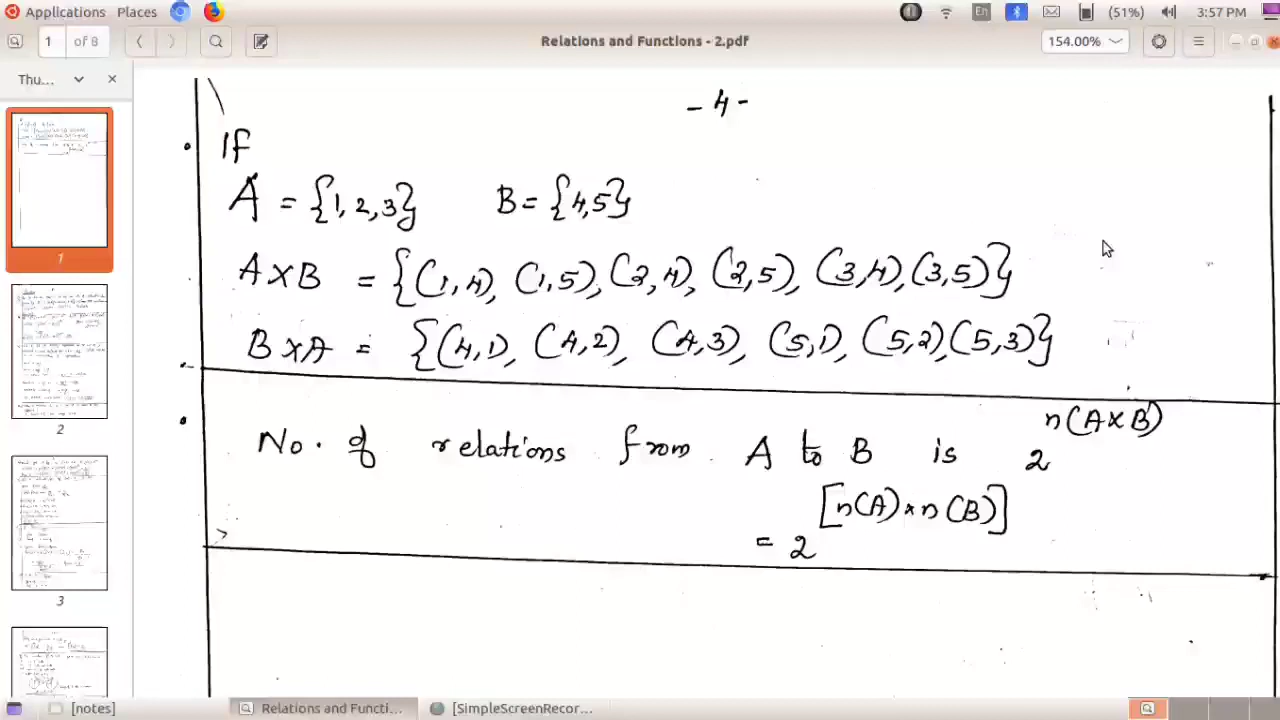 Applications Places En (51%) 3:57 PM
1 of 8 Relations and Functions - 2.pdf 154.00%
Thu...
1
2
3
- 4 -
If
A = {1,2,3} B = {4,5}
A X B = {(1,4), (1,5), (2,4), (2,5), (3,4), (3,5)}
B X A = {(4,1), (4,2), (4,3), (5,1), (5,2) (5,3)}
No. of relations from A to B is 2^n(A×B)
= 2^[n(A)×n(B)]
[notes] Relations and Functi... [SimpleScreenRecor...